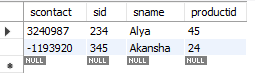 scontact sid sname productid
3240987 234 Alya 45
-1193920 345 Akansha 24
NULL NULL NULL NULL